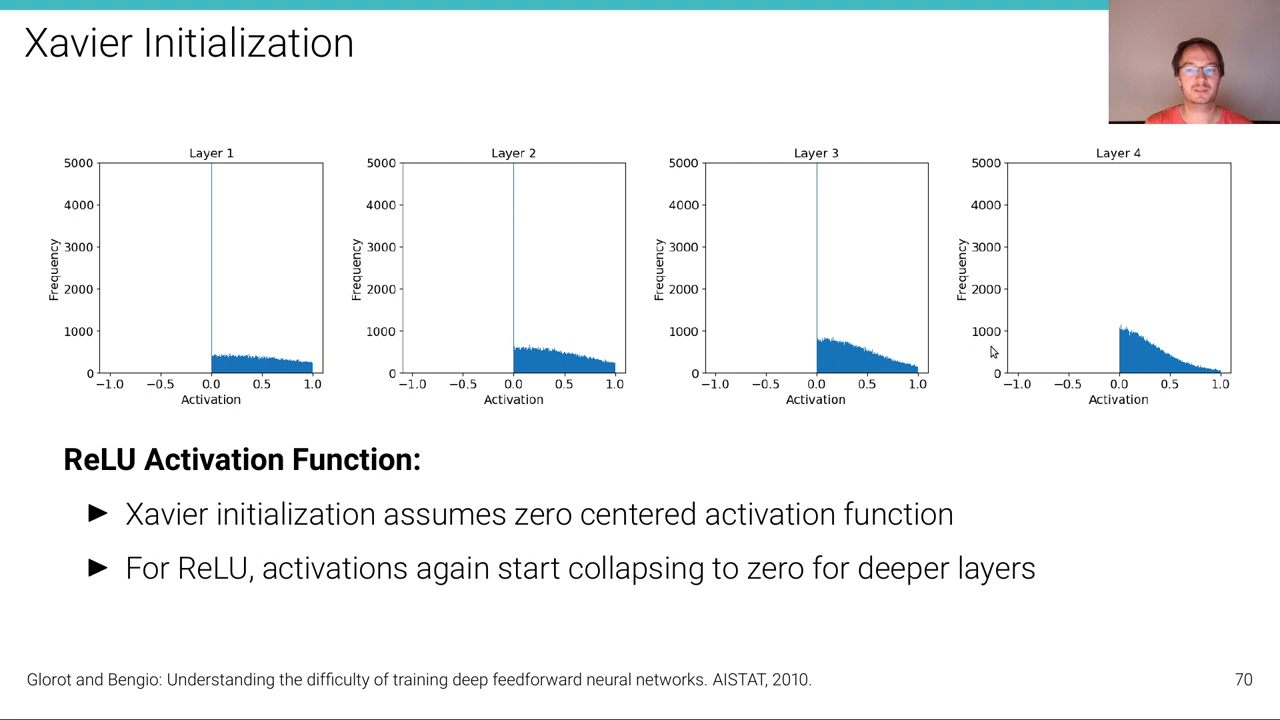 Xavier Initialization
Layer 1
Layer 2
Layer 3
Layer 4
5000
4000
3000
2000
1000
0
Frequency
−1.0 −0.5 0.0 0.5 1.0
Activation
5000
4000
3000
2000
1000
0
Frequency
−1.0 −0.5 0.0 0.5 1.0
Activation
5000
4000
3000
2000
1000
0
Frequency
−1.0 −0.5 0.0 0.5 1.0
Activation
5000
4000
3000
2000
1000
0
Frequency
−1.0 −0.5 0.0 0.5 1.0
Activation
ReLU Activation Function:
► Xavier initialization assumes zero centered activation function
► For ReLU, activations again start collapsing to zero for deeper layers
Glorot and Bengio: Understanding the difficulty of training deep feedforward neural networks. AISTAT, 2010.
70